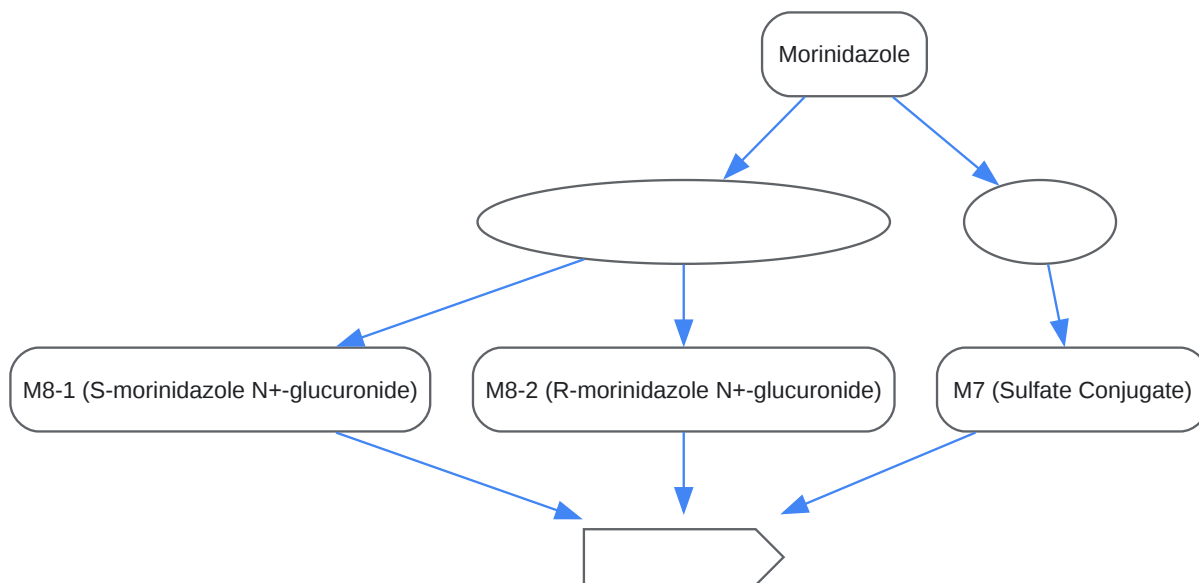 Morinidazole
M8-1 (S-morinidazole N+-glucuronide)
M8-2 (R-morinidazole N+-glucuronide)
M7 (Sulfate Conjugate)